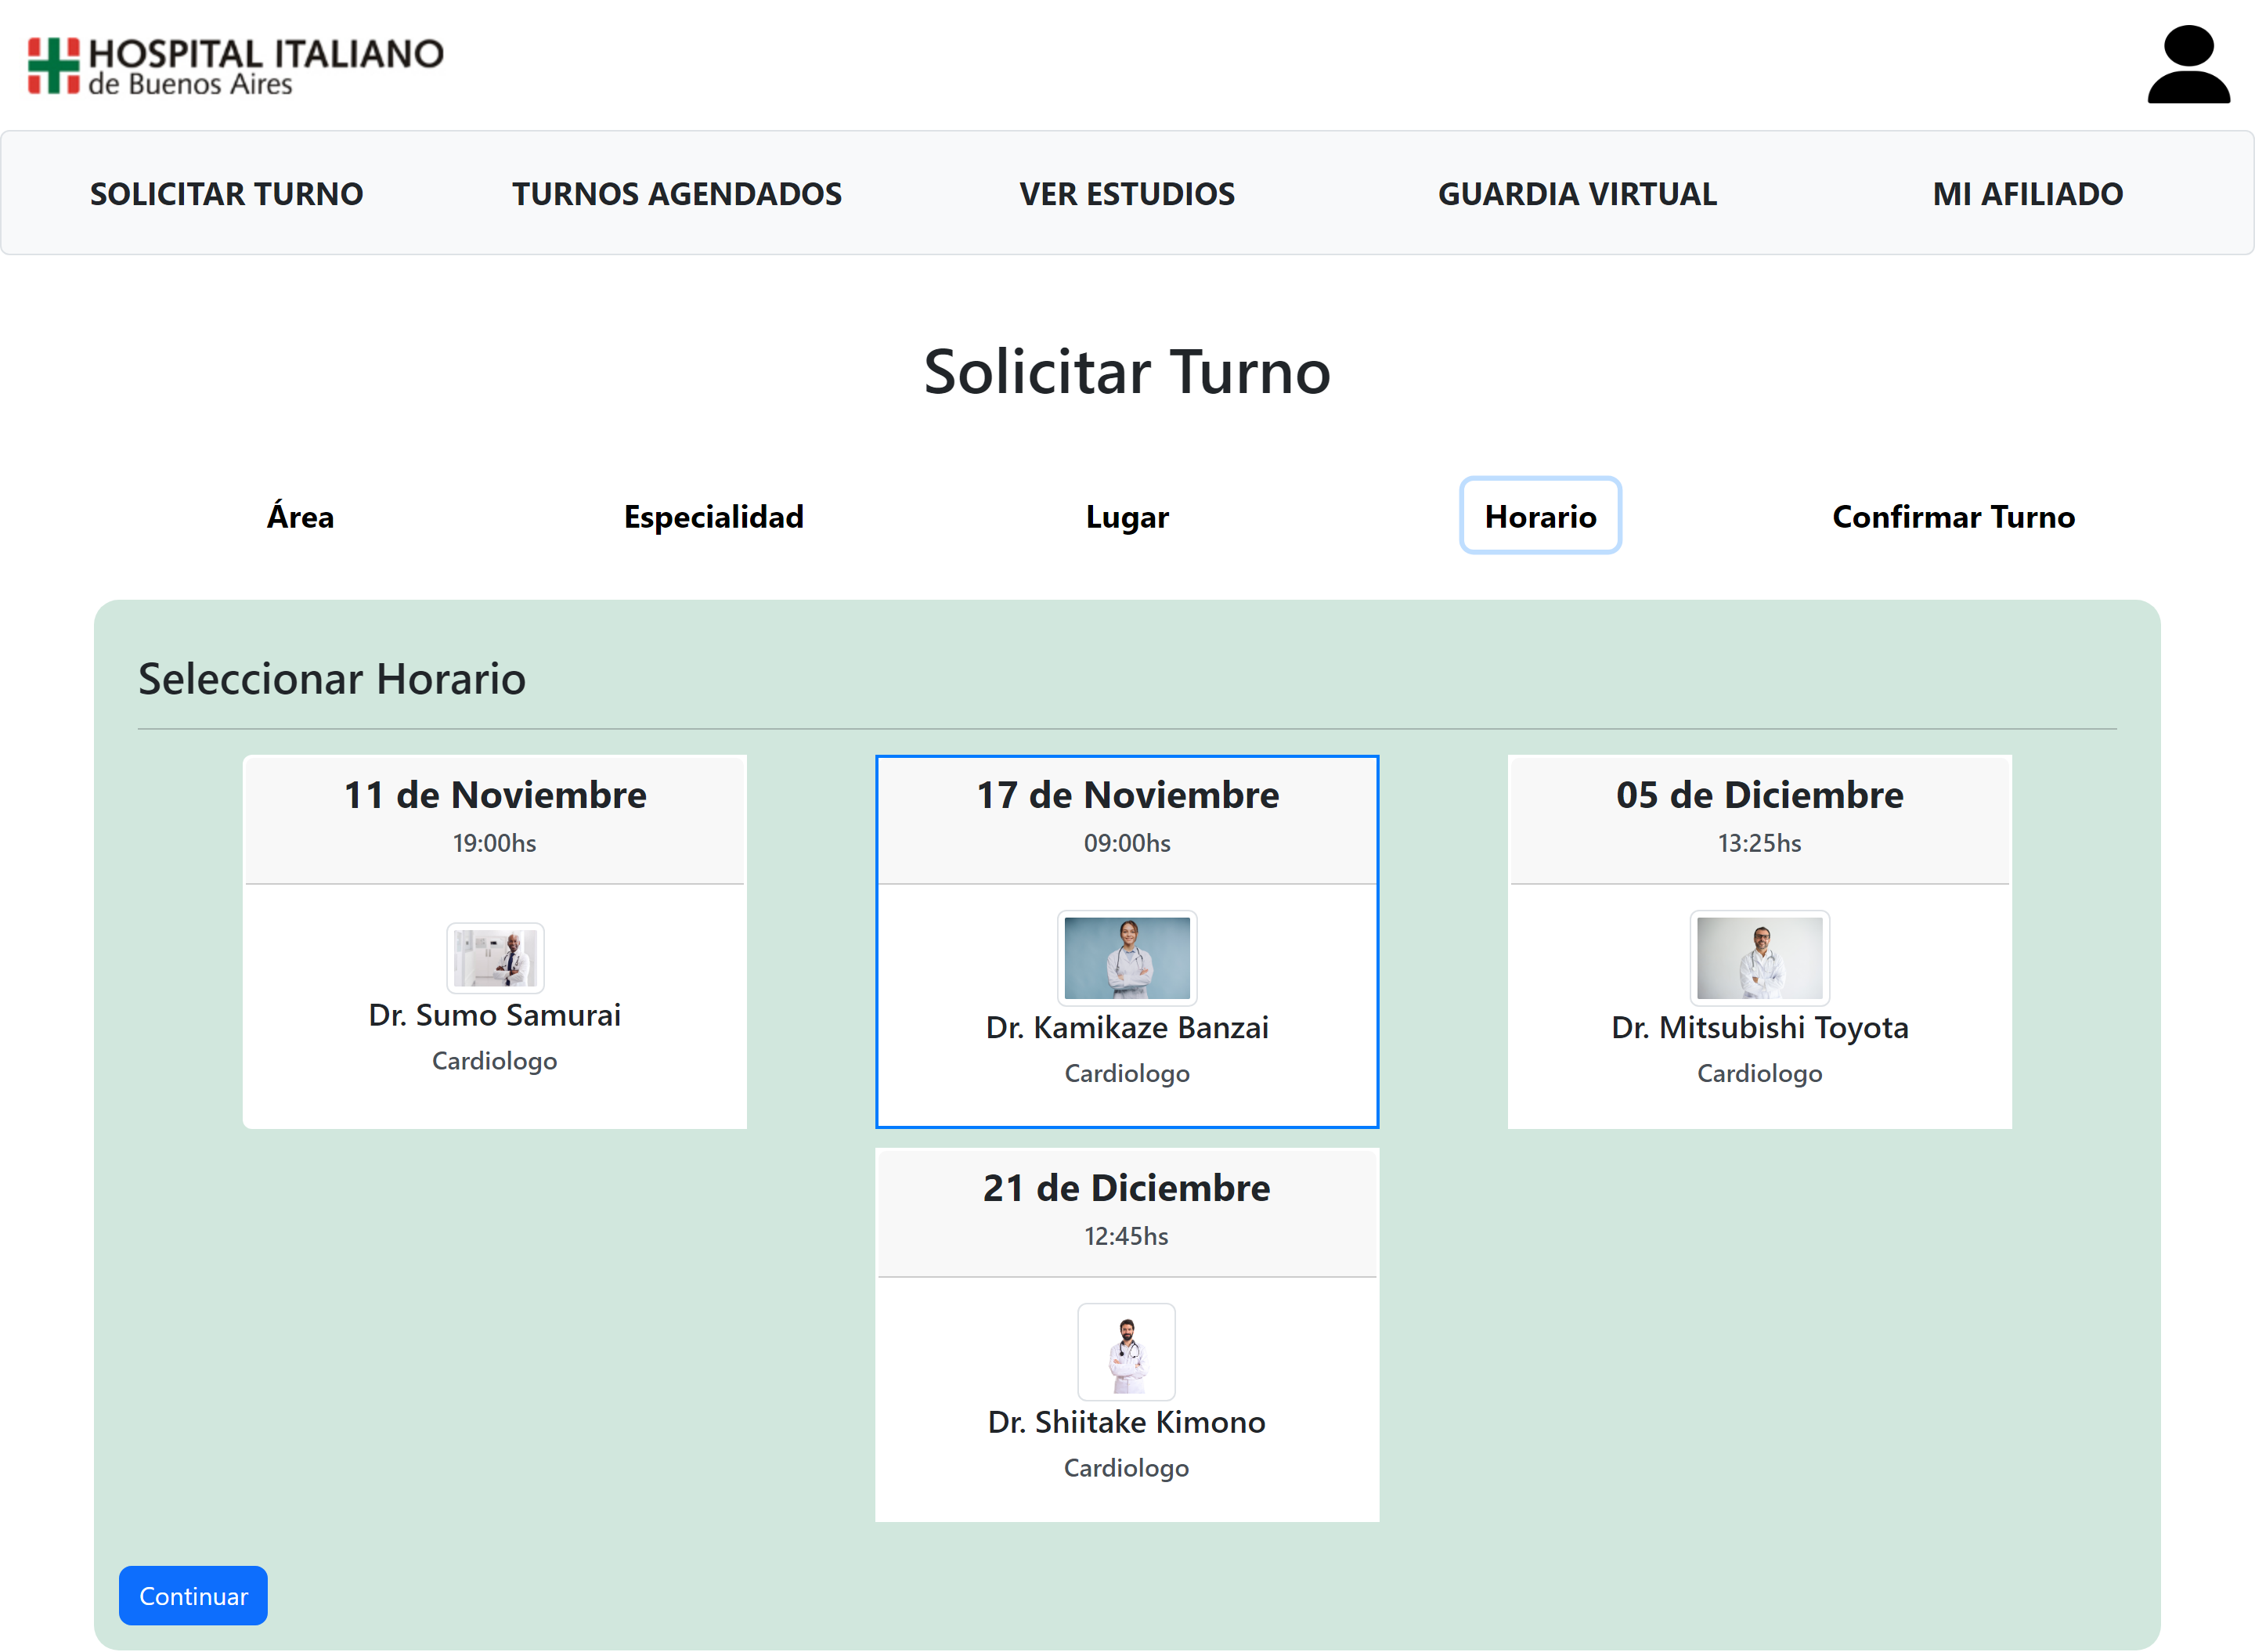 HOSPITAL ITALIANO
de Buenos Aires
SOLICITAR TURNO
TURNOS AGENDADOS
VER ESTUDIOS
GUARDIA VIRTUAL
MI AFILIADO
Solicitar Turno
Área
Especialidad
Lugar
Horario
Confirmar Turno
Seleccionar Horario
11 de Noviembre
19:00hs
Dr. Sumo Samurai
Cardiologo
17 de Noviembre
09:00hs
Dr. Kamikaze Banzai
Cardiologo
05 de Diciembre
13:25hs
Dr. Mitsubishi Toyota
Cardiologo
21 de Diciembre
12:45hs
Dr. Shiitake Kimono
Cardiologo
Continuar